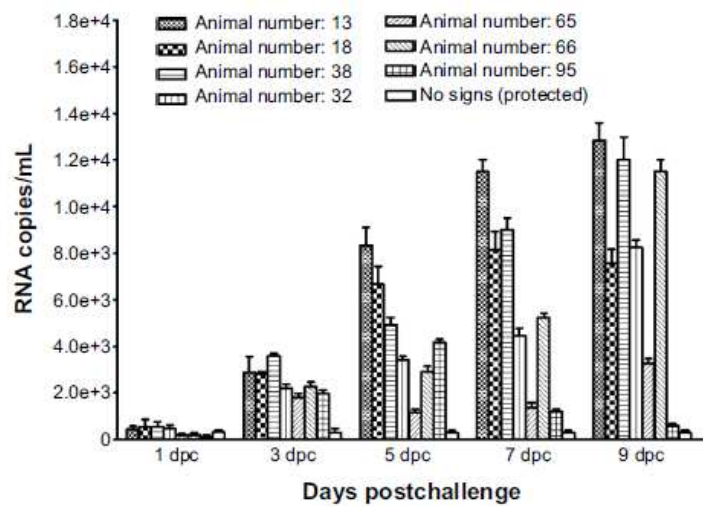 1.8e+4
1.6e+4
1.4e+4
1.2e+4
1.0e+4
8.0e+3
6.0e+3
4.0e+3
2.0e+3
0
RNA copies/mL
Animal number: 13
Animal number: 18
Animal number: 38
Animal number: 32
Animal number: 65
Animal number: 66
Animal number: 95
No signs (protected)
1 dpc 3 dpc 5 dpc 7 dpc 9 dpc
Days postchallenge